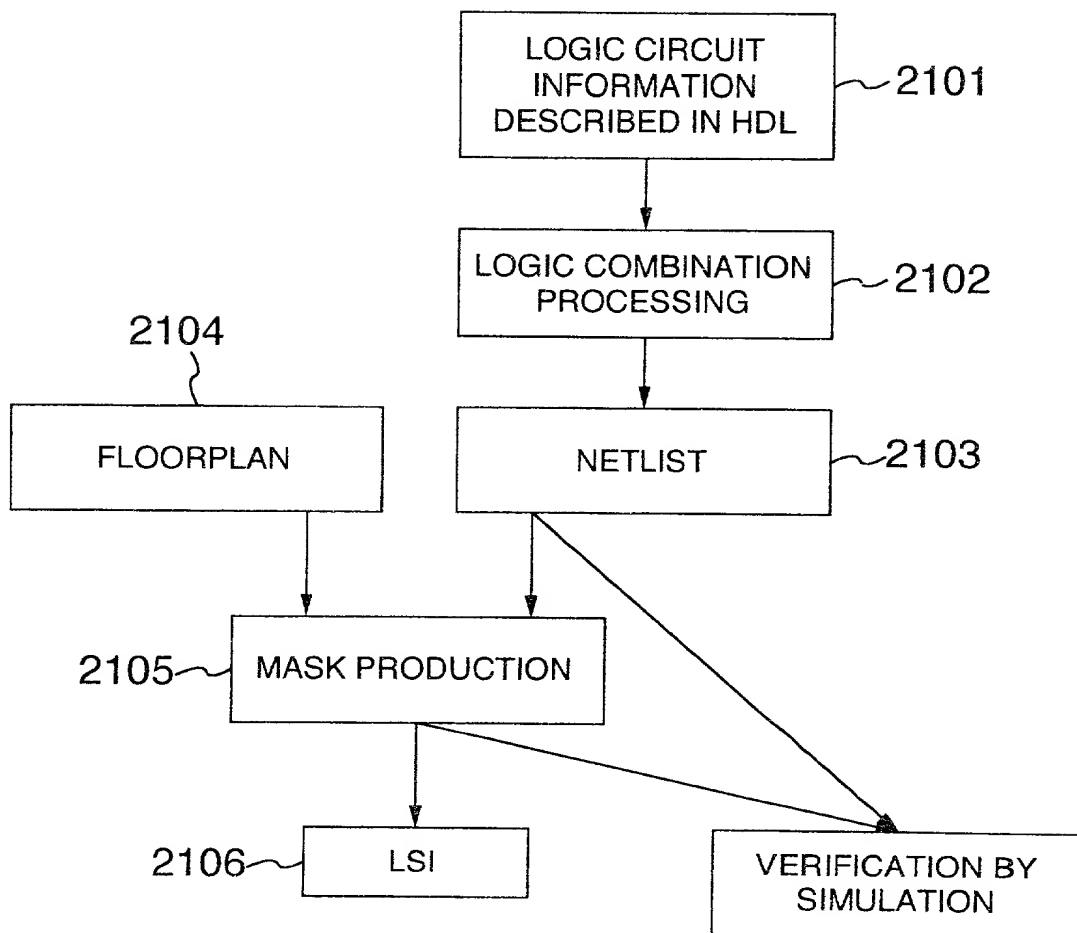 LOGIC CIRCUIT
INFORMATION
DESCRIBED IN HDL
2101
LOGIC COMBINATION
PROCESSING
2102
2104
FLOORPLAN
NETLIST
2103
2105
MASK PRODUCTION
2106
LSI
VERIFICATION BY
SIMULATION